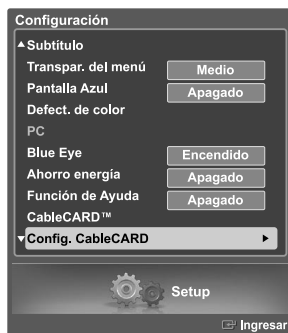 Configuración
▲Subtítulo
Transpar. del menú Medio
Pantalla Azul Apagado
Defect. de color
PC
Blue Eye Encendido
Ahorro energía Apagado
Función de Ayuda Apagado
CableCARD™
▼Config. CableCARD ►
Setup
Ingresar